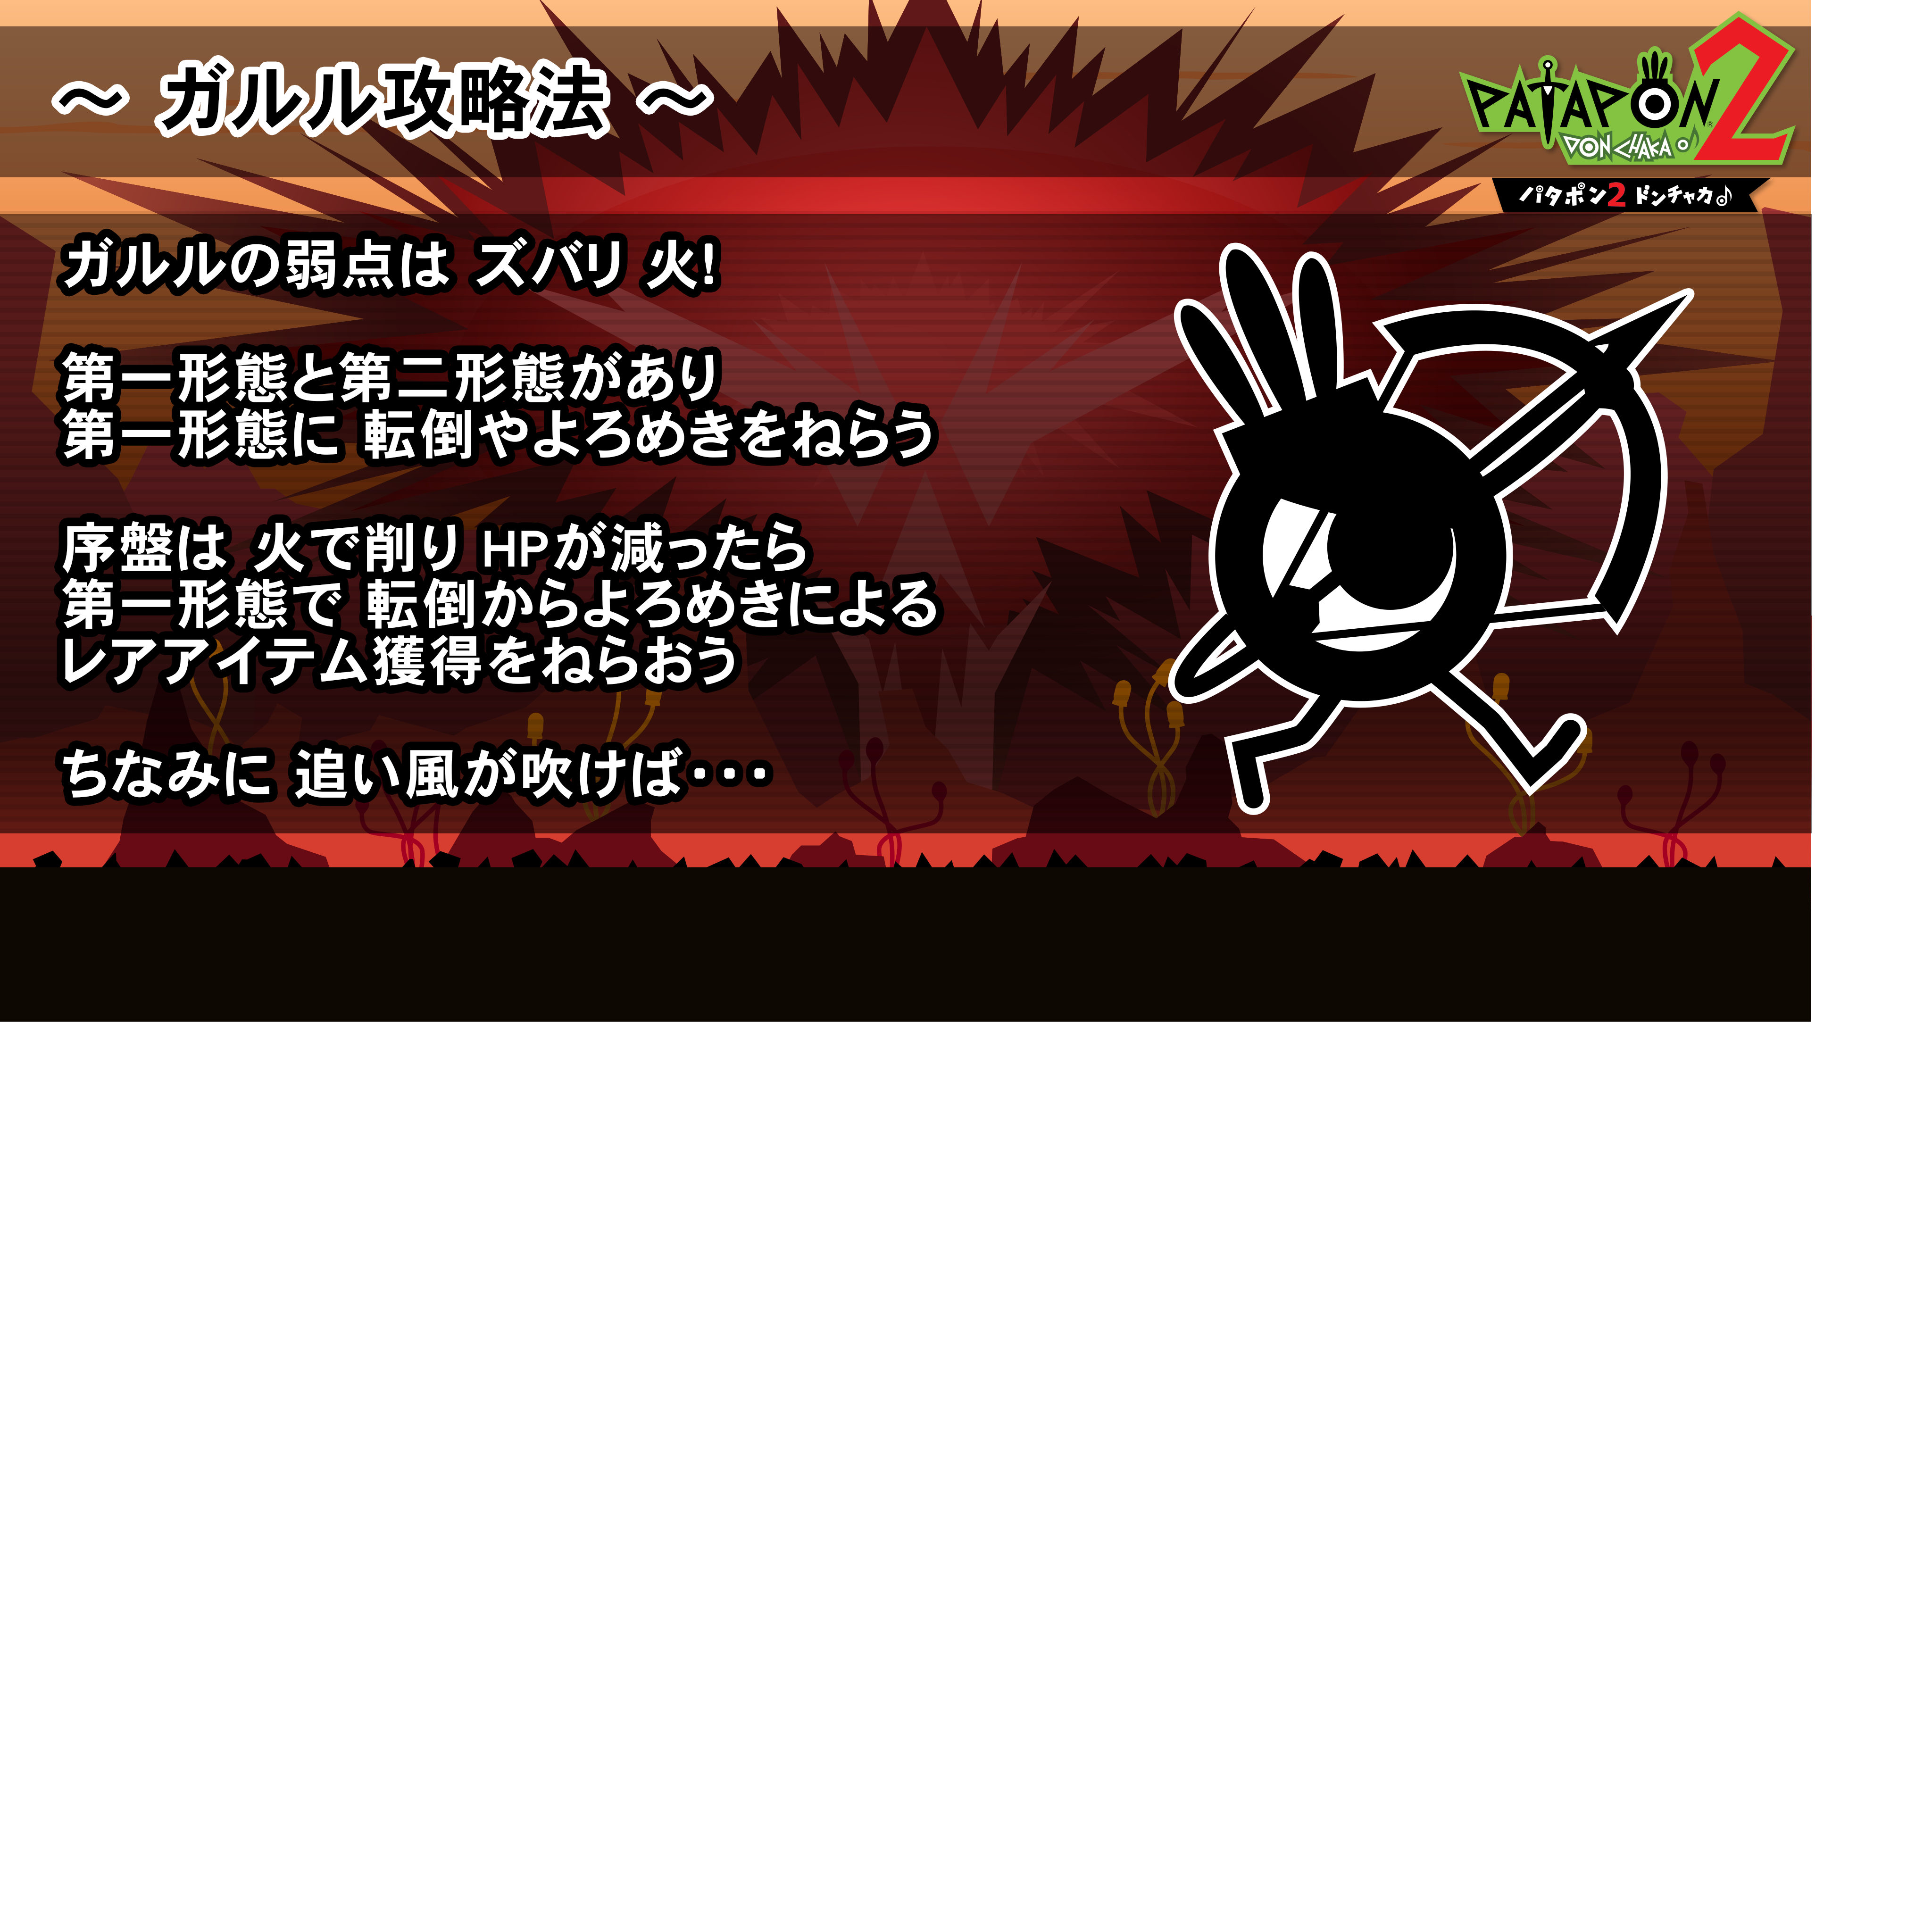 ～ ガルル攻略法 ～
PATAPON®2
DON CHAKA♪
パタポン2 ドンチャカ♪
ガルルの弱点は ズバリ 火!
第一形態と第二形態があり
第一形態に 転倒やよろめきをねらう
序盤は 火で削り HPが減ったら
第一形態で 転倒からよろめきによる
レアアイテム獲得をねらおう
ちなみに 追い風が吹けば･･･